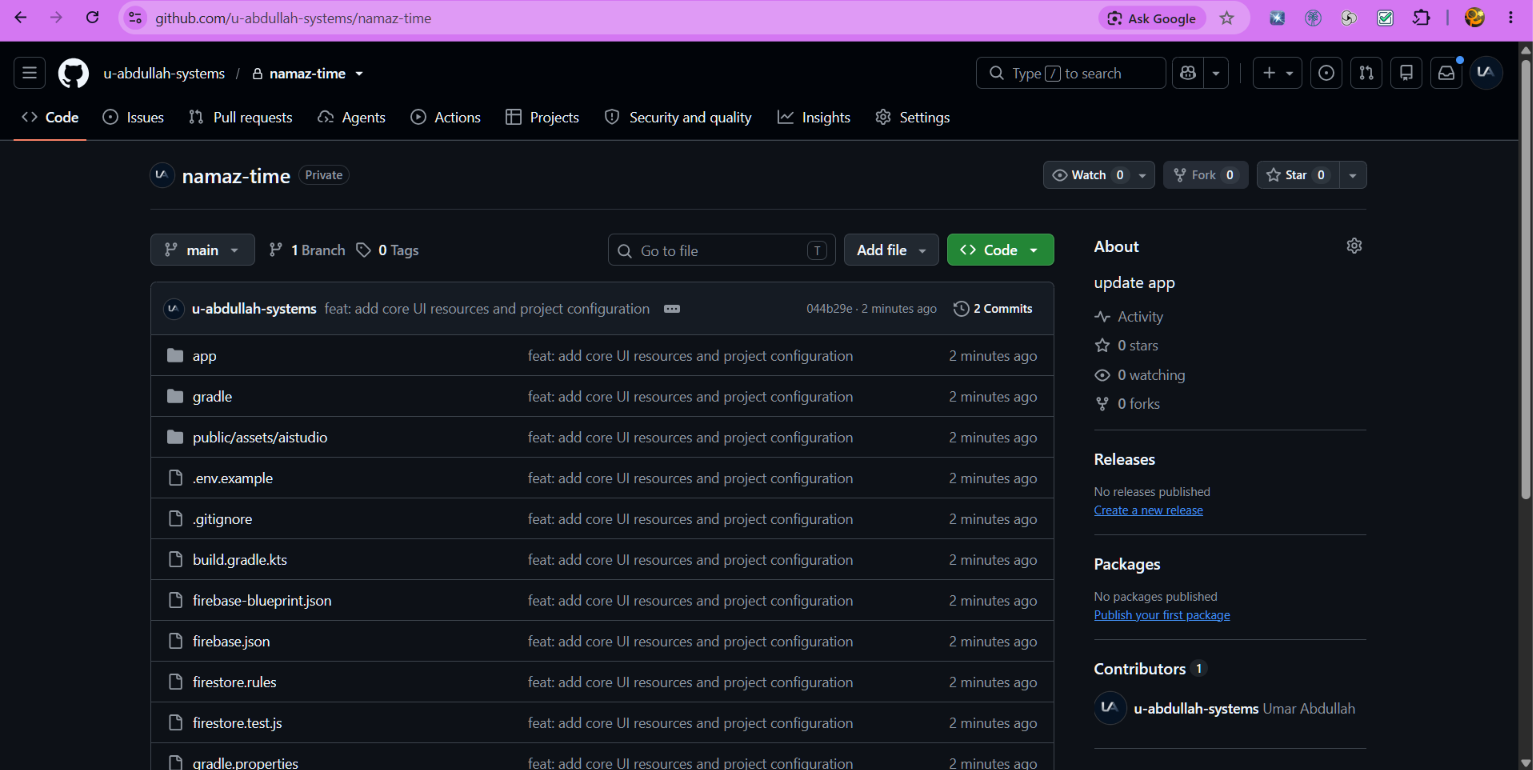 github.com/u-abdullah-systems/namaz-time
Ask Google
u-abdullah-systems / namaz-time
Type / to search
Code
Issues
Pull requests
Agents
Actions
Projects
Security and quality
Insights
Settings
namaz-time Private
Watch 0
Fork 0
Star 0
main
1 Branch
0 Tags
Go to file T
Add file
Code
u-abdullah-systems feat: add core UI resources and project configuration 044b29e · 2 minutes ago 2 Commits
app feat: add core UI resources and project configuration 2 minutes ago
gradle feat: add core UI resources and project configuration 2 minutes ago
public/assets/aistudio feat: add core UI resources and project configuration 2 minutes ago
.env.example feat: add core UI resources and project configuration 2 minutes ago
.gitignore feat: add core UI resources and project configuration 2 minutes ago
build.gradle.kts feat: add core UI resources and project configuration 2 minutes ago
firebase-blueprint.json feat: add core UI resources and project configuration 2 minutes ago
firebase.json feat: add core UI resources and project configuration 2 minutes ago
firestore.rules feat: add core UI resources and project configuration 2 minutes ago
firestore.test.js feat: add core UI resources and project configuration 2 minutes ago
gradle.properties feat: add core UI resources and project configuration 2 minutes ago
About
update app
Activity
0 stars
0 watching
0 forks
Releases
No releases published
Create a new release
Packages
No packages published
Publish your first package
Contributors 1
u-abdullah-systems Umar Abdullah